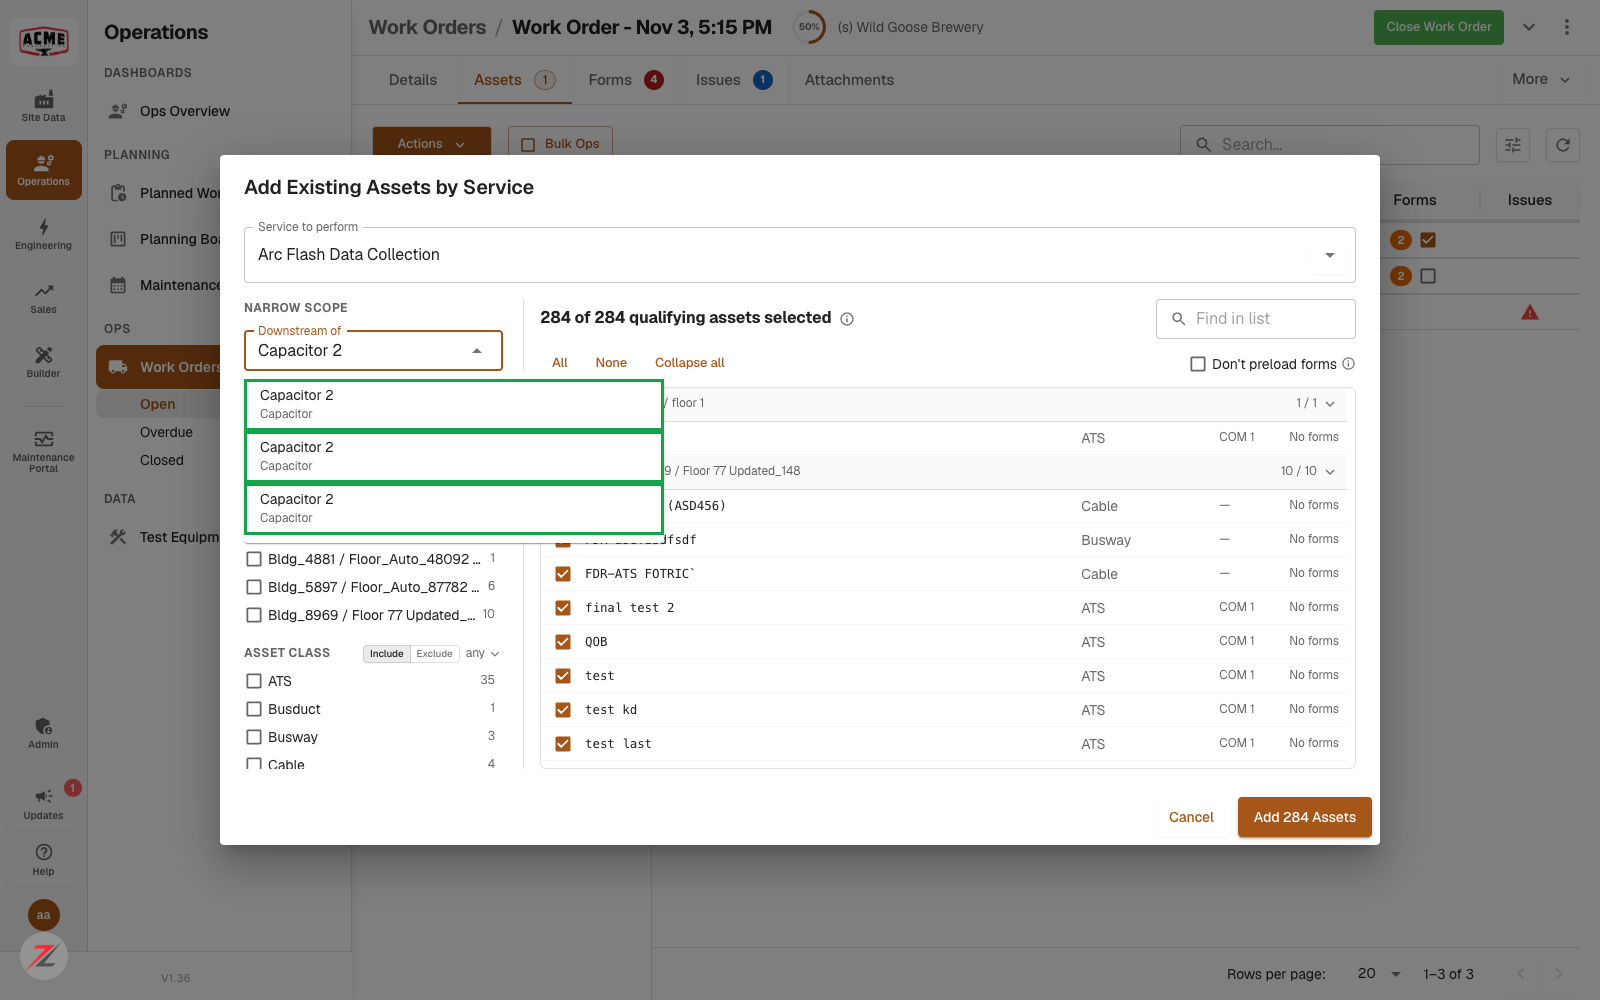 ACME
Site Data
Operations
Engineering
Sales
Builder
Maintenance
Portal
Admin
Updates
1
Help
aa
Operations
DASHBOARDS
Ops Overview
PLANNING
Planned Wor
Planning Boa
Maintenance
OPS
Work Orders
Open
Overdue
Closed
DATA
Test Equipm
V1.36
Work Orders / Work Order - Nov 3, 5:15 PM
50%
(s) Wild Goose Brewery
Close Work Order
Details
Assets 1
Forms 4
Issues 1
Attachments
More
Actions
Bulk Ops
Search...
Forms
Issues
2
2
Add Existing Assets by Service
Service to perform
Arc Flash Data Collection
NARROW SCOPE
Downstream of
Capacitor 2
Capacitor 2
Capacitor
Capacitor 2
Capacitor
Capacitor 2
Capacitor
Bldg_4881 / Floor_Auto_48092 ... 1
Bldg_5897 / Floor_Auto_87782 ... 6
Bldg_8969 / Floor 77 Updated_... 10
ASSET CLASS Include Exclude any
ATS 35
Busduct 1
Busway 3
Cable 4
284 of 284 qualifying assets selected
Find in list
All None Collapse all
Don't preload forms
/ floor 1 1 / 1
ATS COM 1 No forms
9 / Floor 77 Updated_148 10 / 10
(ASD456) Cable — No forms
dfsdf Busway — No forms
FDR-ATS FOTRIC` Cable — No forms
final test 2 ATS COM 1 No forms
QOB ATS COM 1 No forms
test ATS COM 1 No forms
test kd ATS COM 1 No forms
test last ATS COM 1 No forms
Cancel
Add 284 Assets
Rows per page: 20 1–3 of 3